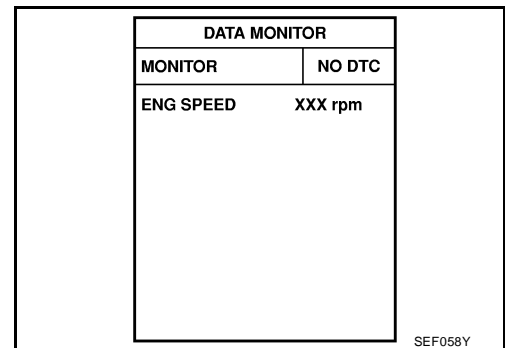 DATA MONITOR
MONITOR NO DTC
ENG SPEED XXX rpm
SEF058Y